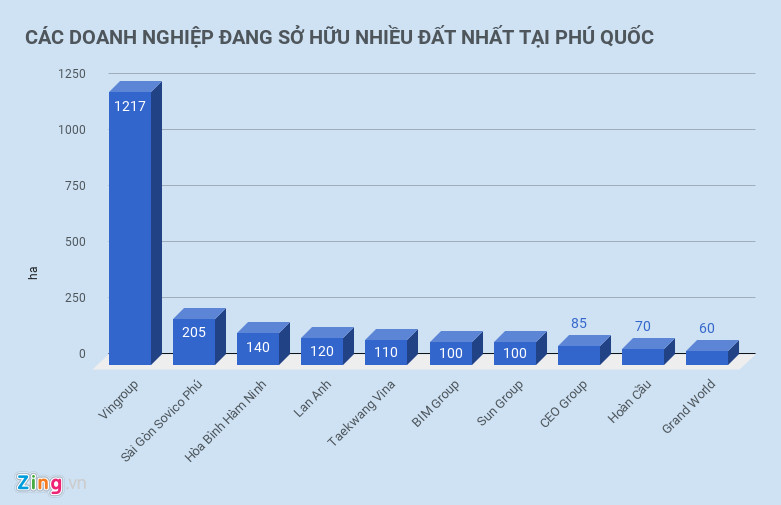 CÁC DOANH NGHIỆP ĐANG SỞ HỮU NHIỀU ĐẤT NHẤT TẠI PHÚ QUỐC
1250
1000
750
500
250
0
ha
1217
205
140
120
110
100
100
85
70
60
Vingroup
Sài Gòn Sovico Phú
Hòa Bình Hàm Ninh
Lan Anh
Taekwang Vina
BIM Group
Sun Group
CEO Group
Hoàn Cầu
Grand World
Zing.vn